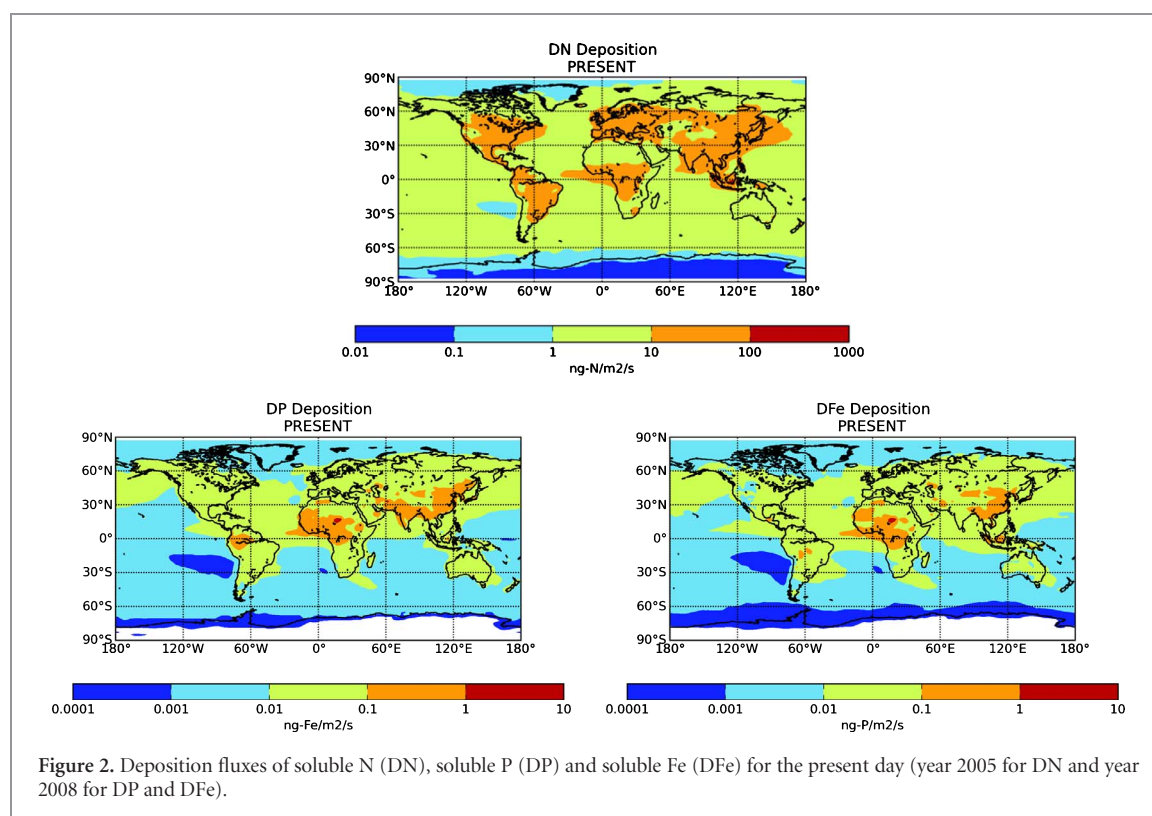 DN Deposition
PRESENT
90°N
60°N
30°N
0°
30°S
60°S
90°S
180° 120°W 60°W 0° 60°E 120°E 180°
0.01 0.1 1 10 100 1000
ng-N/m2/s
DP Deposition
PRESENT
90°N
60°N
30°N
0°
30°S
60°S
90°S
180° 120°W 60°W 0° 60°E 120°E 180°
0.0001 0.001 0.01 0.1 1 10
ng-Fe/m2/s
DFe Deposition
PRESENT
90°N
60°N
30°N
0°
30°S
60°S
90°S
180° 120°W 60°W 0° 60°E 120°E 180°
0.0001 0.001 0.01 0.1 1 10
ng-P/m2/s
Figure 2. Deposition fluxes of soluble N (DN), soluble P (DP) and soluble Fe (DFe) for the present day (year 2005 for DN and year
2008 for DP and DFe).